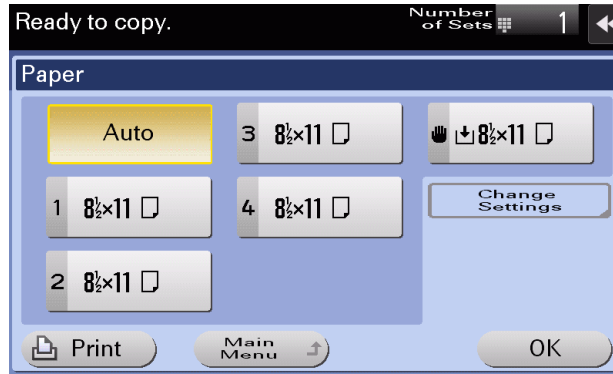 Ready to copy.
Number of Sets 1
Paper
Auto
3 8½×11
8½×11
1 8½×11
4 8½×11
Change Settings
2 8½×11
Print
Main Menu
OK